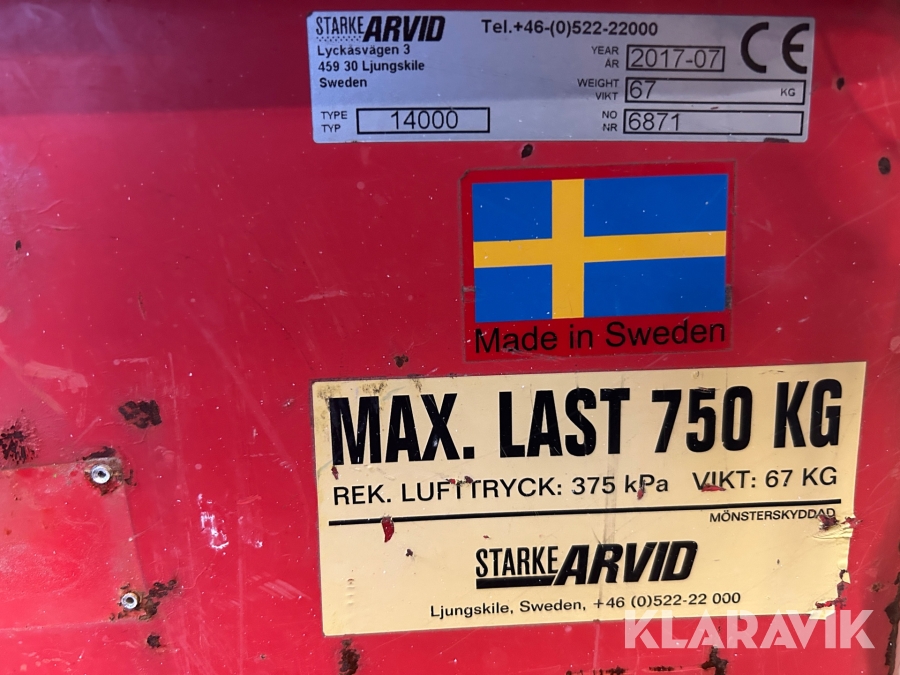 STARKE ARVID
Tel.+46-(0)522-22000
Lyckåsvägen 3
459 30 Ljungskile
Sweden
YEAR
ÅR 2017-07
CE
WEIGHT
VIKT 67 KG
TYPE
TYP 14000
NO
NR 6871
Made in Sweden
MAX. LAST 750 KG
REK. LUFTTRYCK: 375 kPa VIKT: 67 KG
MÖNSTERSKYDDAD
STARKE ARVID
Ljungskile, Sweden, +46 (0)522-22 000
KLARAVIK